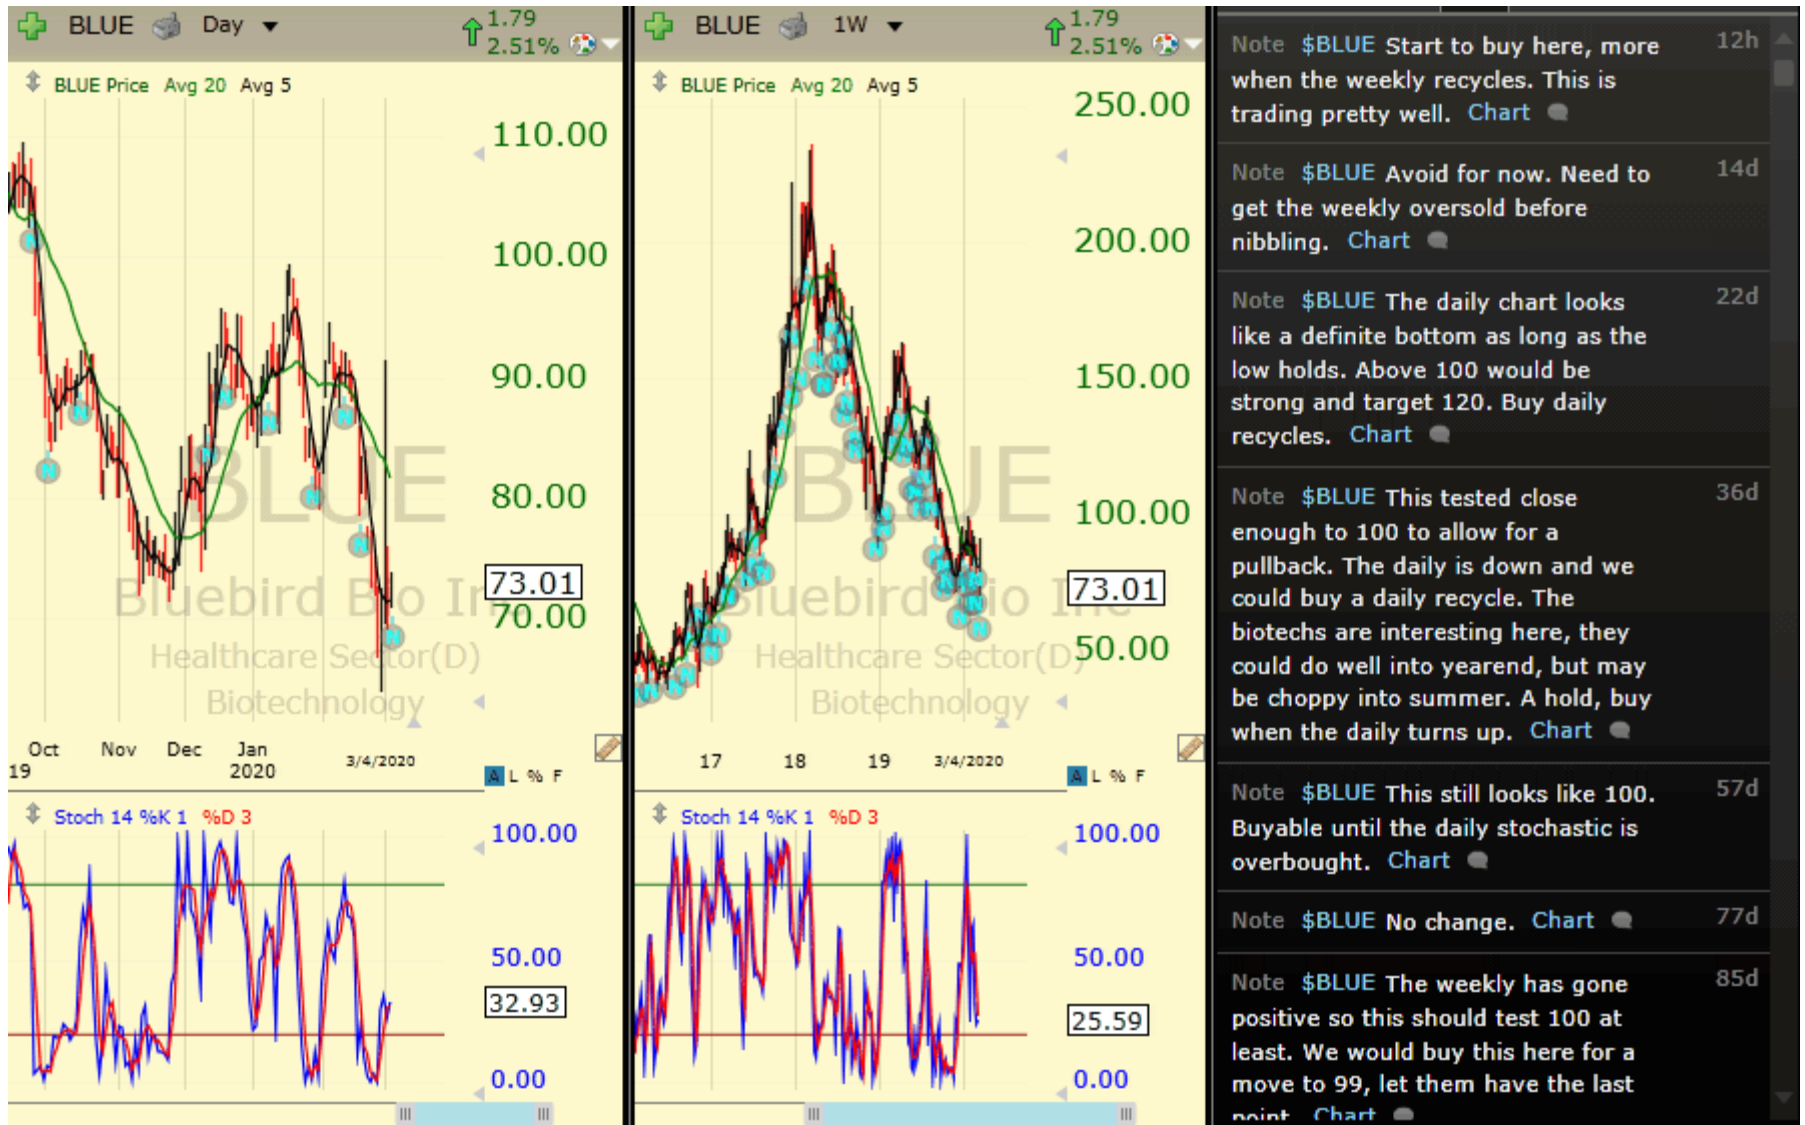 BLUE Day 1.79
2.51%
BLUE Price Avg 20 Avg 5
110.00
100.00
90.00
80.00
73.01
70.00
BLUE
Bluebird Bio In
Healthcare Sector(D)
Biotechnology
Oct Nov Dec Jan 3/4/2020
19 2020
A L % F
Stoch 14 %K 1 %D 3
100.00
50.00
32.93
0.00
BLUE 1W 1.79
2.51%
BLUE Price Avg 20 Avg 5
250.00
200.00
150.00
100.00
73.01
50.00
BLUE
Bluebird Bio Inc
Healthcare Sector(D)
Biotechnology
17 18 19 3/4/2020
A L % F
Stoch 14 %K 1 %D 3
100.00
50.00
25.59
0.00
Note $BLUE Start to buy here, more 12h
when the weekly recycles. This is
trading pretty well. Chart
Note $BLUE Avoid for now. Need to 14d
get the weekly oversold before
nibbling. Chart
Note $BLUE The daily chart looks 22d
like a definite bottom as long as the
low holds. Above 100 would be
strong and target 120. Buy daily
recycles. Chart
Note $BLUE This tested close 36d
enough to 100 to allow for a
pullback. The daily is down and we
could buy a daily recycle. The
biotechs are interesting here, they
could do well into yearend, but may
be choppy into summer. A hold, buy
when the daily turns up. Chart
Note $BLUE This still looks like 100. 57d
Buyable until the daily stochastic is
overbought. Chart
Note $BLUE No change. Chart 77d
Note $BLUE The weekly has gone 85d
positive so this should test 100 at
least. We would buy this here for a
move to 99, let them have the last
point. Chart